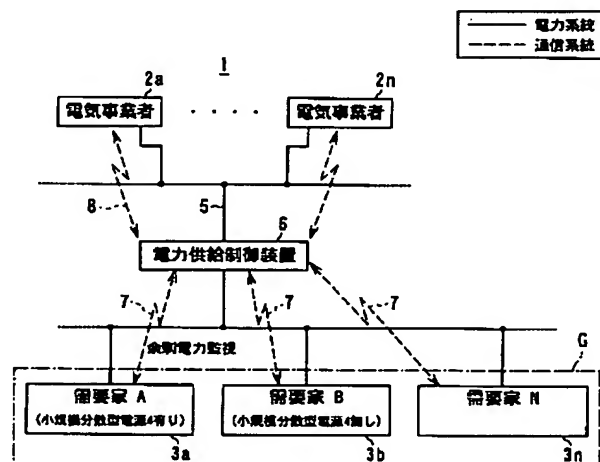 電力系統
通信系統
1
2a
2n
電気事業者
· · · · ·
電気事業者
8
5
6
電力供給制御装置
7
7
7
余剰電力監視
G
需要家 A
(小規模分散型電源4有り)
需要家 B
(小規模分散型電源4無し)
需要家 N
3a
3b
3n